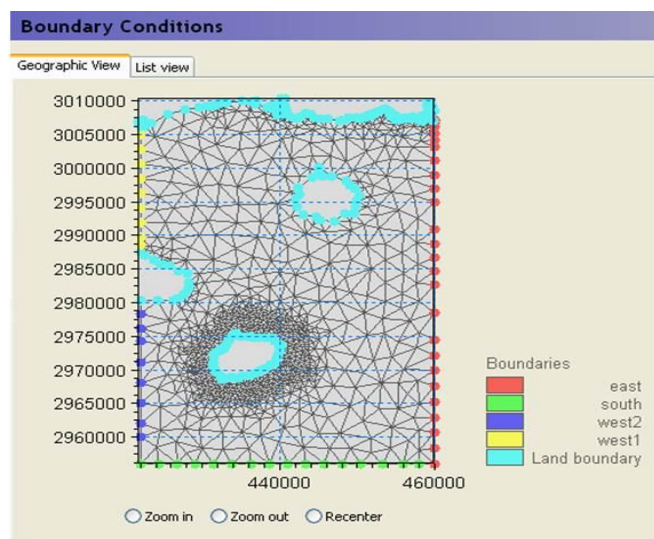 Boundary Conditions
Geographic View List view
3010000
3005000
3000000
2995000
2990000
2985000
2980000
2975000
2970000
2965000
2960000
440000 460000
Boundaries
east
south
west2
west1
Land boundary
Zoom in Zoom out Recenter